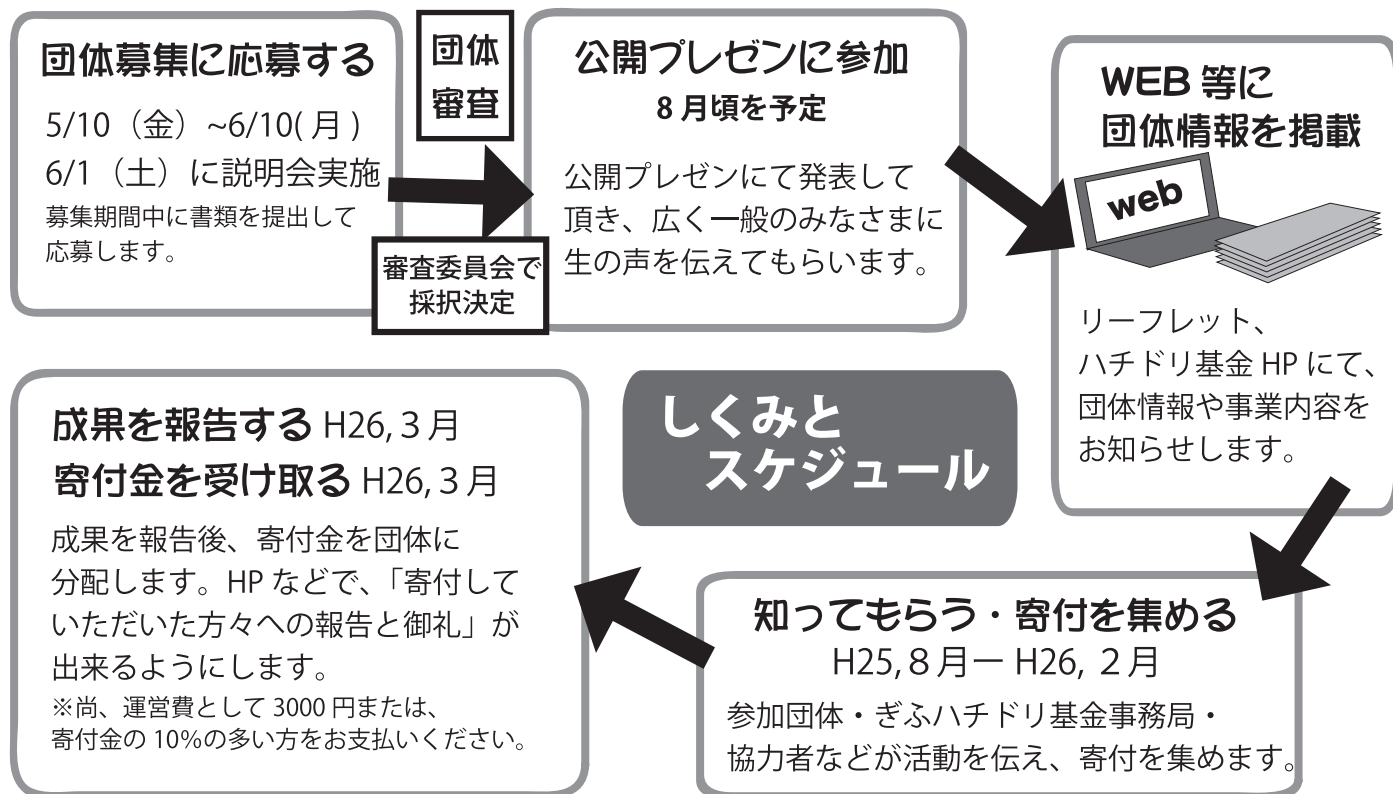 団体募集に応募する
5/10（金）~6/10( 月 )
6/1（土）に説明会実施
募集期間中に書類を提出して
応募します。
団体
審査
審査委員会で
採択決定
公開プレゼンに参加
8 月頃を予定
公開プレゼンにて発表して
頂き、広く一般のみなさまに
生の声を伝えてもらいます。
WEB 等に
団体情報を掲載
web
リーフレット、
ハチドリ基金 HP にて、
団体情報や事業内容を
お知らせします。
しくみと
スケジュール
知ってもらう・寄付を集める
H25, 8 月ー H26, 2 月
参加団体・ぎふハチドリ基金事務局・
協力者などが活動を伝え、寄付を集めます。
成果を報告する H26, 3 月
寄付金を受け取る H26, 3 月
成果を報告後、寄付金を団体に
分配します。HP などで、「寄付して
いただいた方々への報告と御礼」が
出来るようにします。
※尚、運営費として 3000 円または、
寄付金の 10%の多い方をお支払いください。